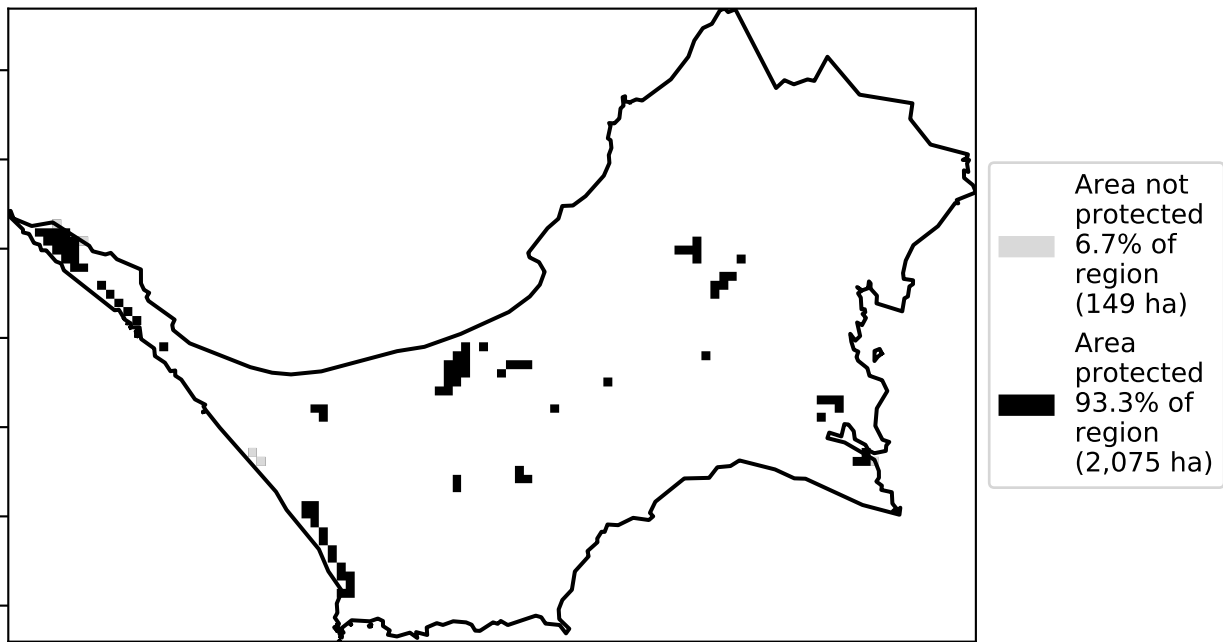 Area not
protected
6.7% of
region
(149 ha)
Area
protected
93.3% of
region
(2,075 ha)